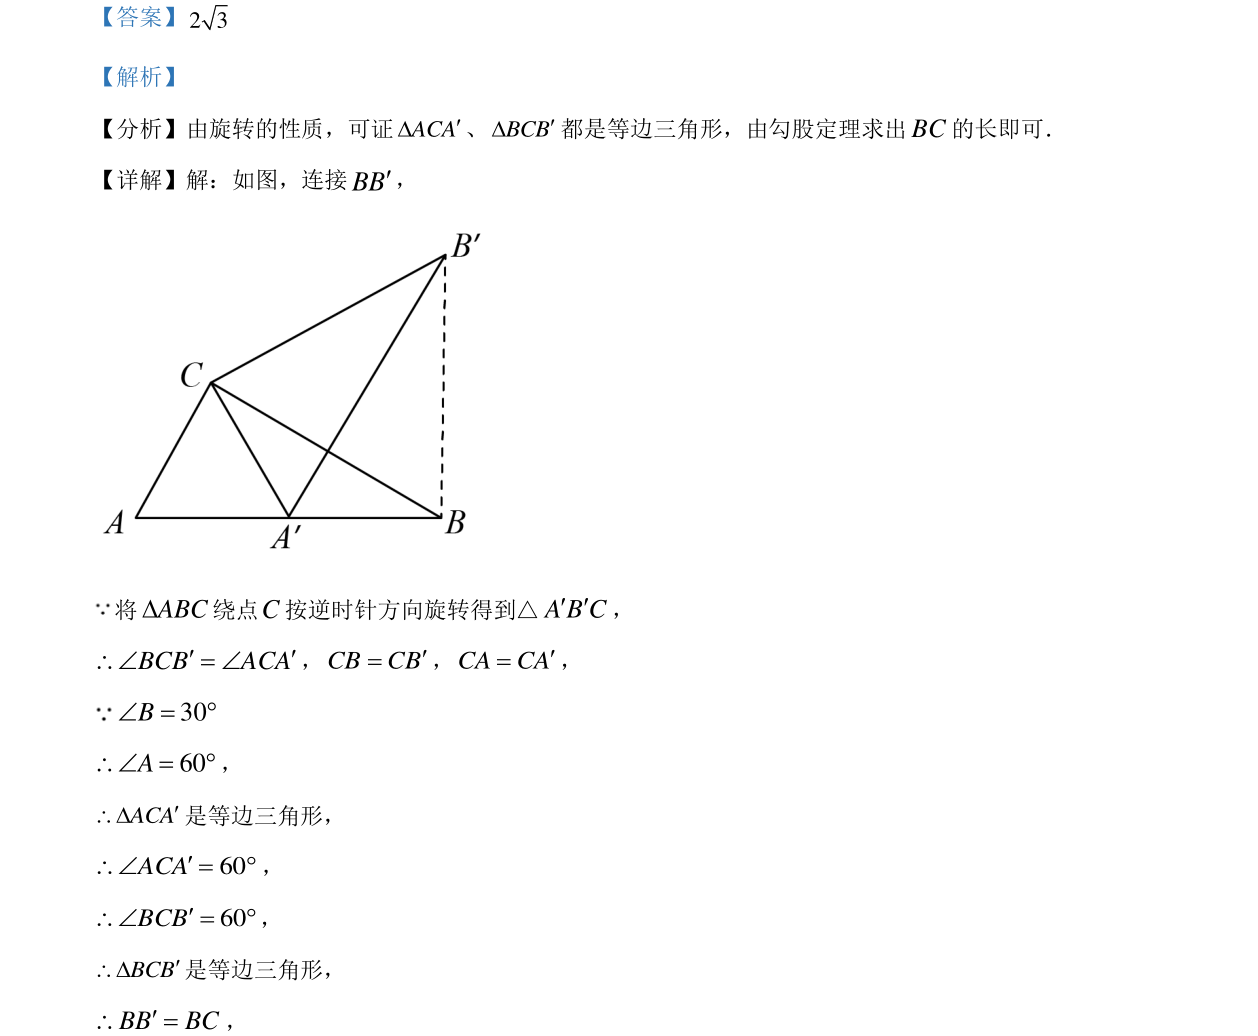 【答案】2√3
【解析】
【分析】由旋转的性质，可证ΔACA′、ΔBCB′都是等边三角形，由勾股定理求出BC的长即可．
【详解】解：如图，连接BB′，
B′
C
A
A′
B
∵将ΔABC绕点C按逆时针方向旋转得到△A′B′C，
∴∠BCB′=∠ACA′，CB=CB′，CA=CA′，
∵∠B=30°
∴∠A=60°，
∴ΔACA′是等边三角形，
∴∠ACA′=60°，
∴∠BCB′=60°，
∴ΔBCB′是等边三角形，
∴BB′=BC，